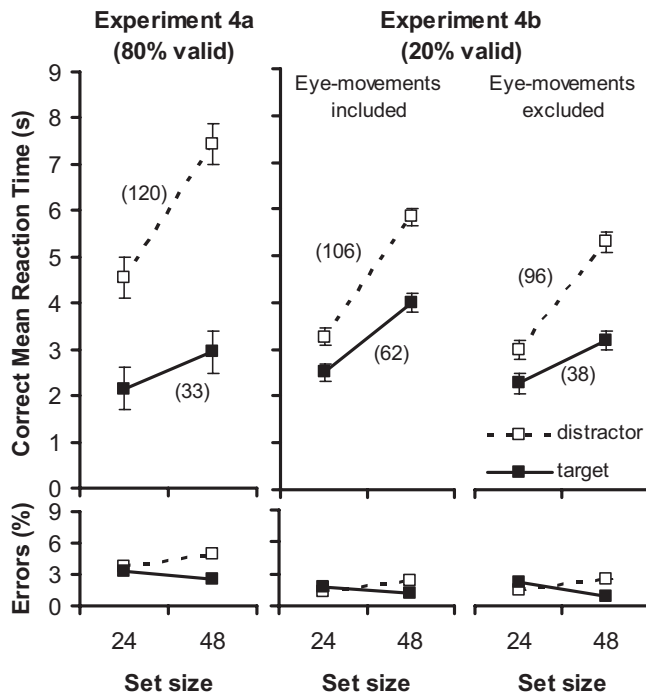 Experiment 4a
(80% valid)
Experiment 4b
(20% valid)
Eye-movements
included
Eye-movements
excluded
Correct Mean Reaction Time (s)
9
8
7
6
5
4
3
2
1
0
(120)
(33)
(106)
(62)
(96)
(38)
distractor
target
Errors (%)
9
6
3
0
24 48
24 48
24 48
Set size
Set size
Set size